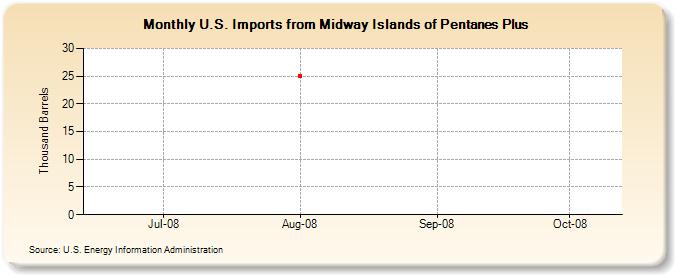 Monthly U.S. Imports from Midway Islands of Pentanes Plus
Thousand Barrels
30
25
20
15
10
5
0
Jul-08 Aug-08 Sep-08 Oct-08
Source: U.S. Energy Information Administration